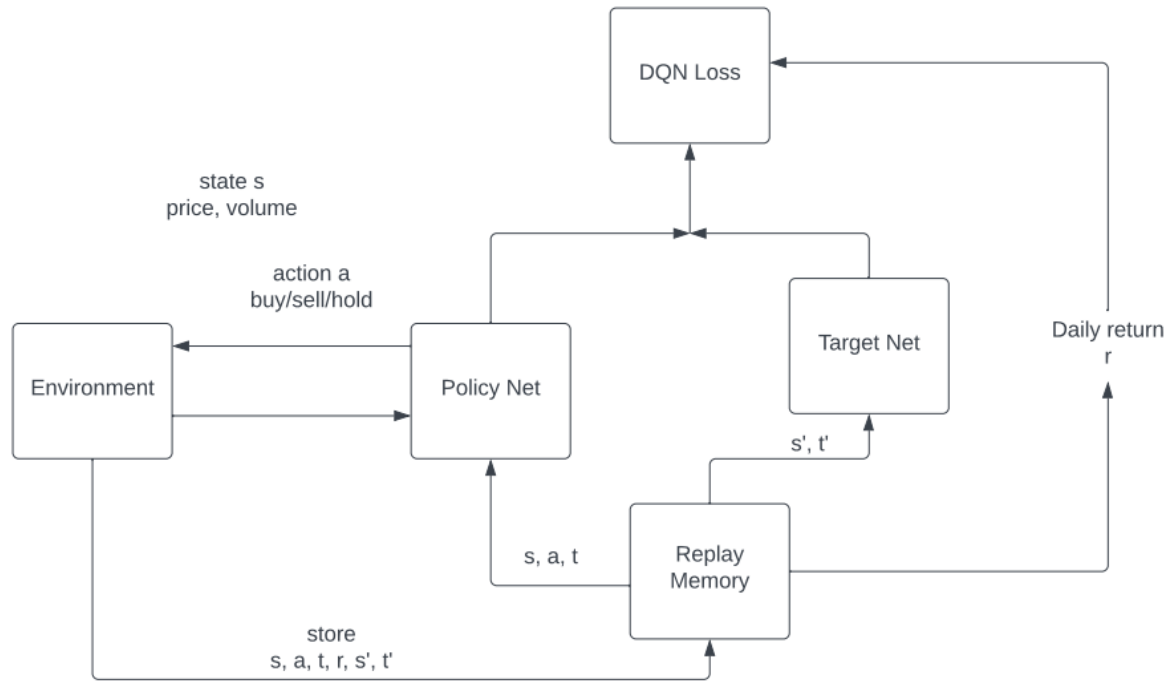 DQN Loss
state s
price, volume
action a
buy/sell/hold
Environment
Policy Net
Target Net
Daily return
r
s', t'
s, a, t
Replay
Memory
store
s, a, t, r, s', t'